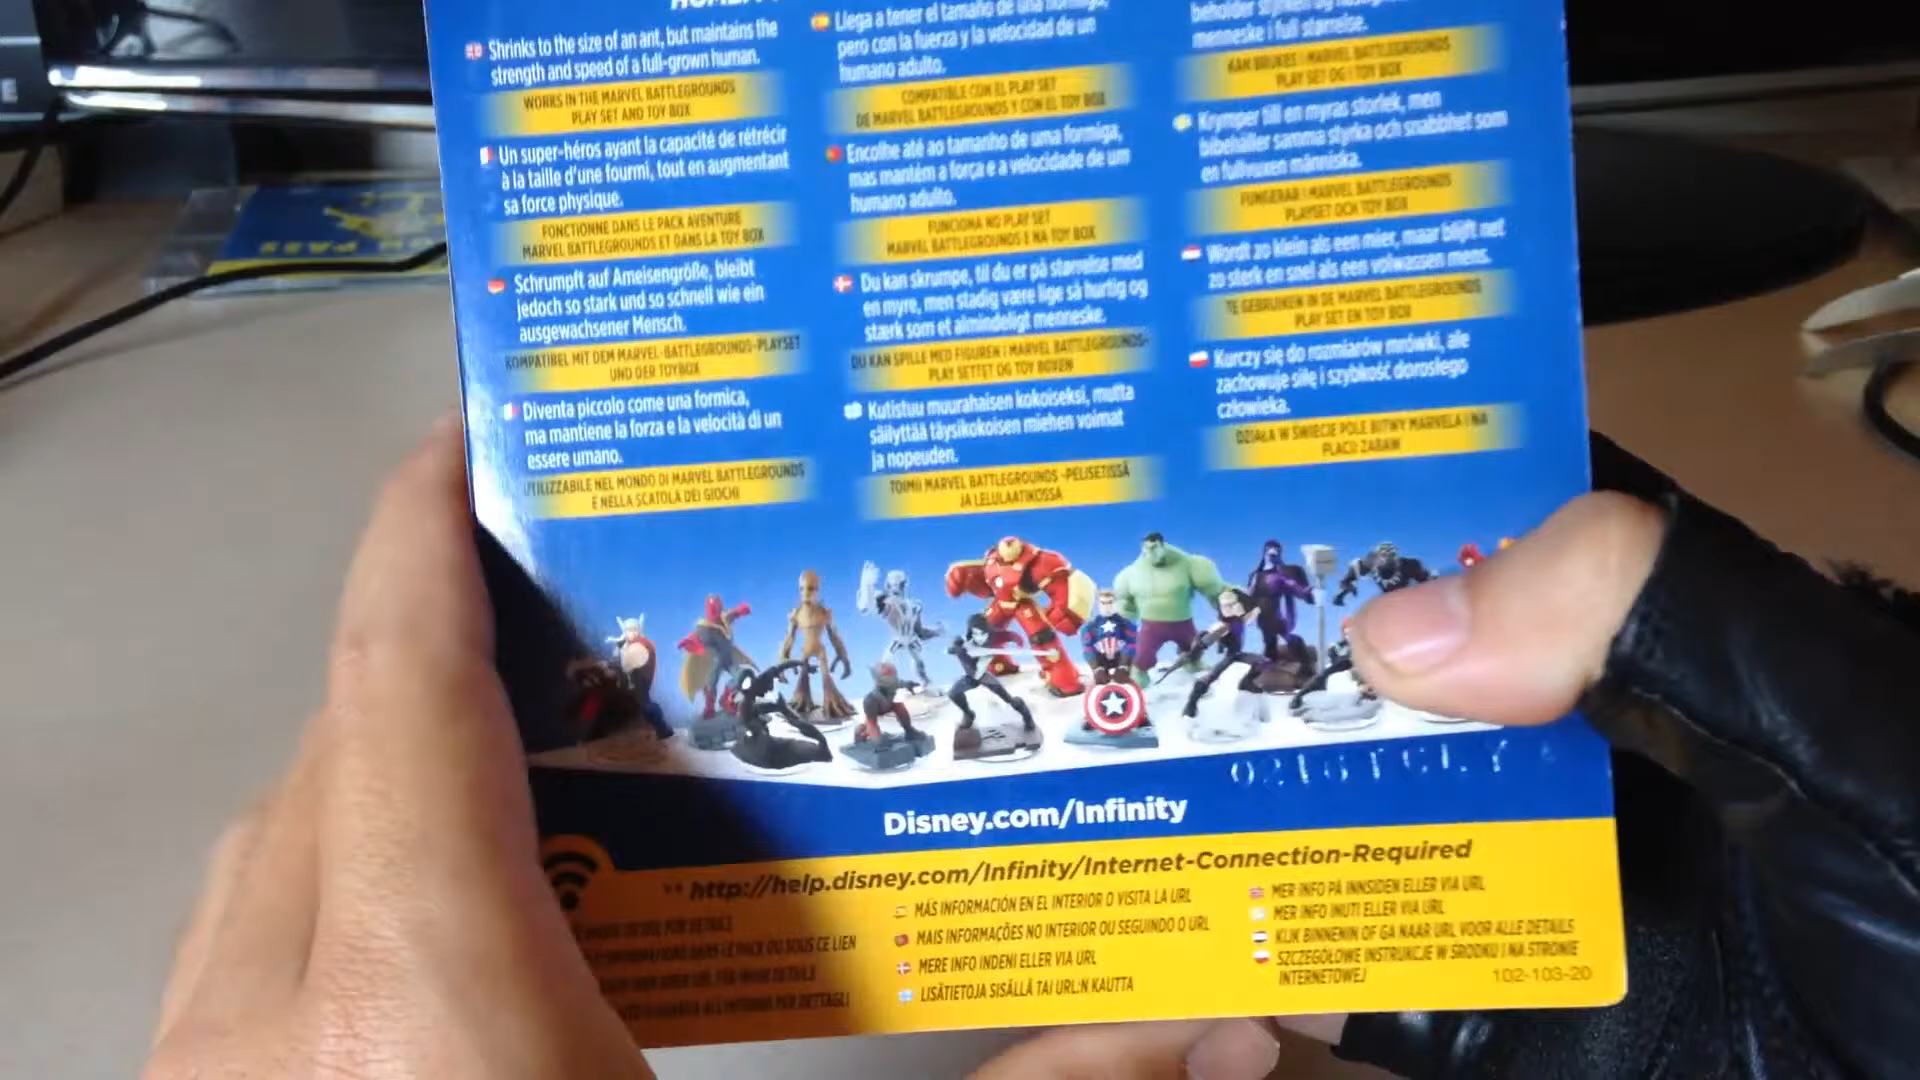 Shrinks to the size of an ant, but maintains the
strength and speed of a full-grown human.
WORKS IN THE MARVEL BATTLEGROUNDS
PLAY SET AND TOY BOX
Un super-héros ayant la capacité de rétrécir
à la taille d'une fourmi, tout en augmentant
sa force physique.
FONCTIONNE DANS LE PACK AVENTURE
MARVEL BATTLEGROUNDS ET DANS LA TOY BOX
Schrumpft auf Ameisengröße, bleibt
jedoch so stark und so schnell wie ein
ausgewachsener Mensch.
KOMPATIBEL MIT DEM MARVEL-BATTLEGROUNDS-PLAYSET
UND DER TOYBOX
Diventa piccolo come una formica,
ma mantiene la forza e la velocità di un
essere umano.
UTILIZZABILE NEL MONDO DI MARVEL BATTLEGROUNDS
E NELLA SCATOLA DEI GIOCHI
Llega a tener el tamaño de una hormiga,
pero con la fuerza y la velocidad de un
humano adulto.
COMPATIBLE CON EL PLAY SET
DE MARVEL BATTLEGROUNDS Y CON EL TOY BOX
Encolhe até ao tamanho de uma formiga,
mas mantém a força e a velocidade de um
humano adulto.
FUNCIONA NO PLAY SET
MARVEL BATTLEGROUNDS E NA TOY BOX
Du kan skrumpe, til du er på størrelse med
en myre, men stadig være lige så hurtig og
stærk som et almindeligt menneske.
DU KAN SPILLE MED FIGUREN I MARVEL BATTLEGROUNDS-
PLAY SETTET OG TOY BOXEN
Kutistuu muurahaisen kokoiseksi, mutta
säilyttää täysikokoisen miehen voimat
ja nopeuden.
TOIMII MARVEL BATTLEGROUNDS -PELISETISSÄ
JA LELULAATIKOSSA
beholder styrken og
menneske i full størrelse.
KAN BRUKES I MARVEL BATTLEGROUNDS
PLAY SET OG I TOY BOX
Krymper till en myras storlek, men
bibehåller samma styrka och snabbhet som
en fullvuxen människa.
FUNGERAR I MARVEL BATTLEGROUNDS
PLAYSET OCH TOY BOX
Wordt zo klein als een mier, maar blijft net
zo sterk en snel als een volwassen mens.
TE GEBRUIKEN IN DE MARVEL BATTLEGROUNDS
PLAY SET EN TOY BOX
Kurczy się do rozmiarów mrówki, ale
zachowuje siłę i szybkość dorosłego
człowieka.
DZIAŁA W ŚWIECIE POLE BITWY MARVELA I NA
PLACU ZABAW
Disney.com/Infinity
** http://help.disney.com/Infinity/Internet-Connection-Required
MÁS INFORMACIÓN EN EL INTERIOR O VISITA LA URL
MAIS INFORMAÇÕES NO INTERIOR OU SEGUINDO O URL
MERE INFO INDENI ELLER VIA URL
LISÄTIETOJA SISÄLLÄ TAI URL:N KAUTTA
MER INFO PÅ INNSIDEN ELLER VIA URL
MER INFO INUTI ELLER VIA URL
KIJK BINNENIN OF GA NAAR URL VOOR ALLE DETAILS
SZCZEGÓŁOWE INSTRUKCJE W ŚRODKU I NA STRONIE
INTERNETOWEJ
102-103-20